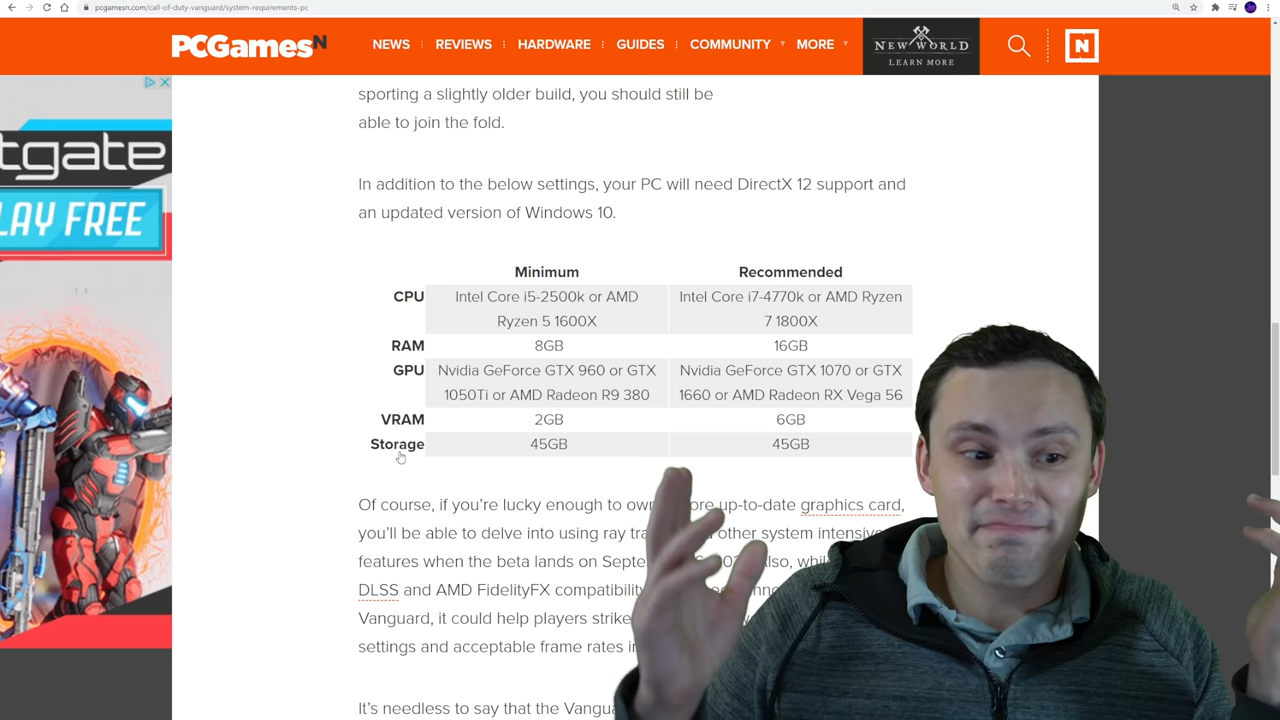 pcgamesn.com/call-of-duty-vanguard/system-requirements-pc
PCGamesN
NEWS
REVIEWS
HARDWARE
GUIDES
COMMUNITY
MORE
NEW WORLD
LEARN MORE
N
tgate
LAY FREE
sporting a slightly older build, you should still be
able to join the fold.
In addition to the below settings, your PC will need DirectX 12 support and
an updated version of Windows 10.
Minimum Recommended
CPU Intel Core i5-2500k or AMD Intel Core i7-4770k or AMD Ryzen
Ryzen 5 1600X 7 1800X
RAM 8GB 16GB
GPU Nvidia GeForce GTX 960 or GTX Nvidia GeForce GTX 1070 or GTX
1050Ti or AMD Radeon R9 380 1660 or AMD Radeon RX Vega 56
VRAM 2GB 6GB
Storage 45GB 45GB
Of course, if you're lucky enough to own up-to-date graphics card,
you'll be able to delve into using ray other system intensive
features when the beta lands on
DLSS and AMD FidelityFX compatibility
Vanguard, it could help players strike
settings and acceptable frame rates
It's needless to say that the